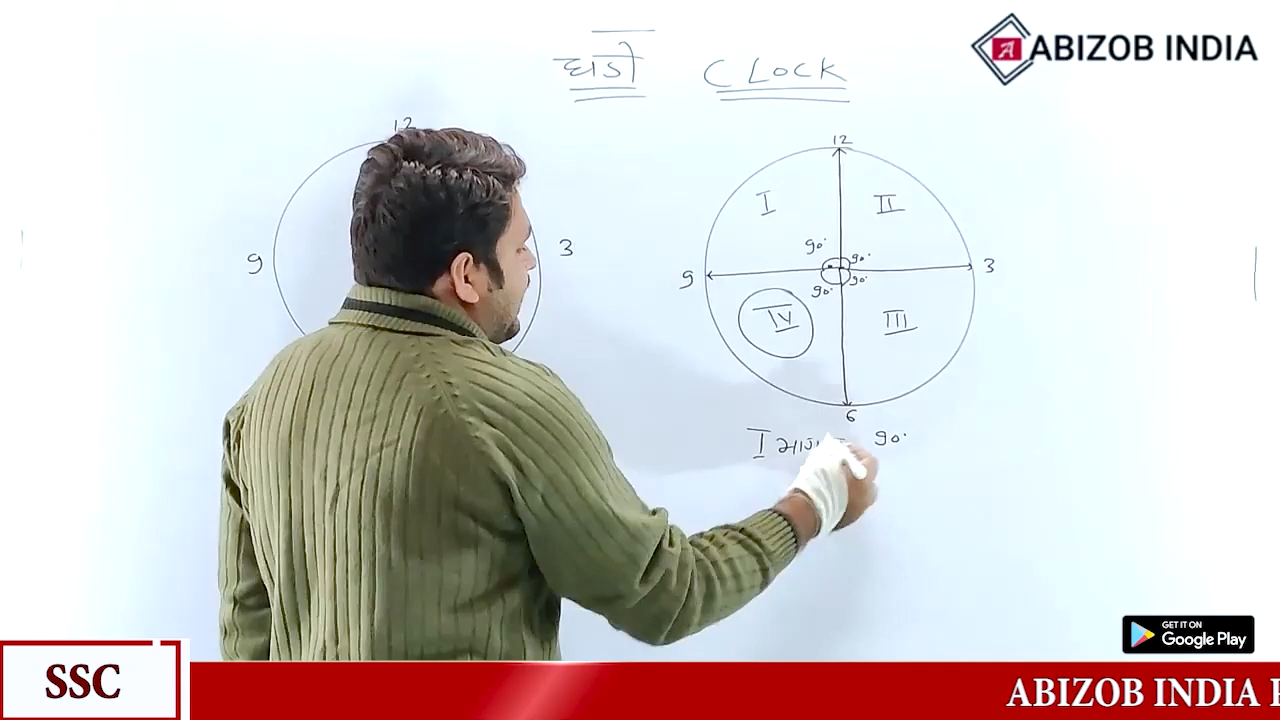 ABIZOB INDIA
घडी CLOCK
12
9
3
12
I
II
90°
90°
9
3
90°
90°
IV
III
6
I 90°
GET IT ON
Google Play
SSC
ABIZOB INDIA